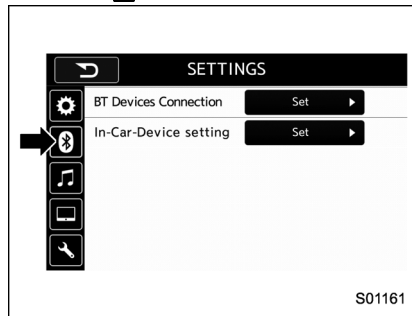 SETTINGS
BT Devices Connection Set
In-Car-Device setting Set
S01161